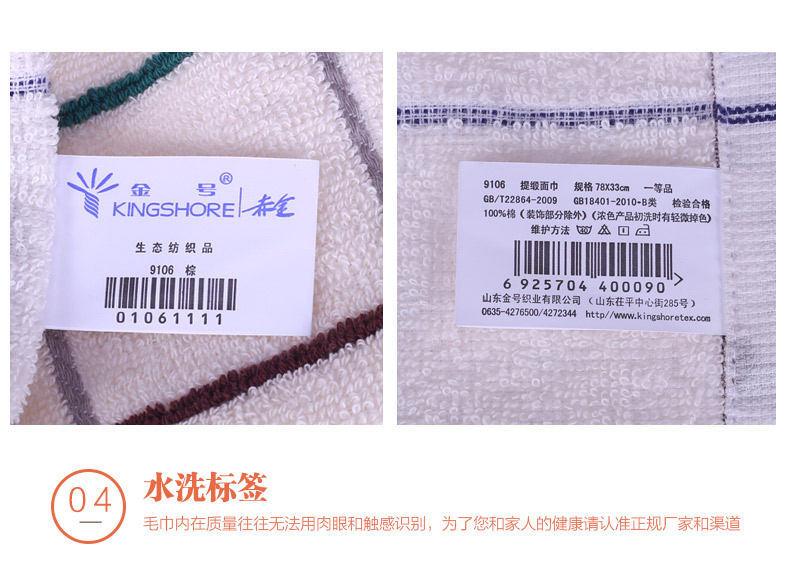 金 号®
KINGSHORE 赤金
生态纺织品
9106 棕
01061111
9106 提缎面巾 规格 78X33cm 一等品
GB/T22864-2009 GB18401-2010•B类 检验合格
100%棉（装饰部分除外）（浓色产品初洗时有轻微掉色）
维护方法
6 925704 400090 >
山东金号织业有限公司（山东茌平中心街285号）
0635-4276500/4272344 http//www.kingshoretex.com
04
水洗标签
毛巾内在质量往往无法用肉眼和触感识别，为了您和家人的健康请认准正规厂家和渠道